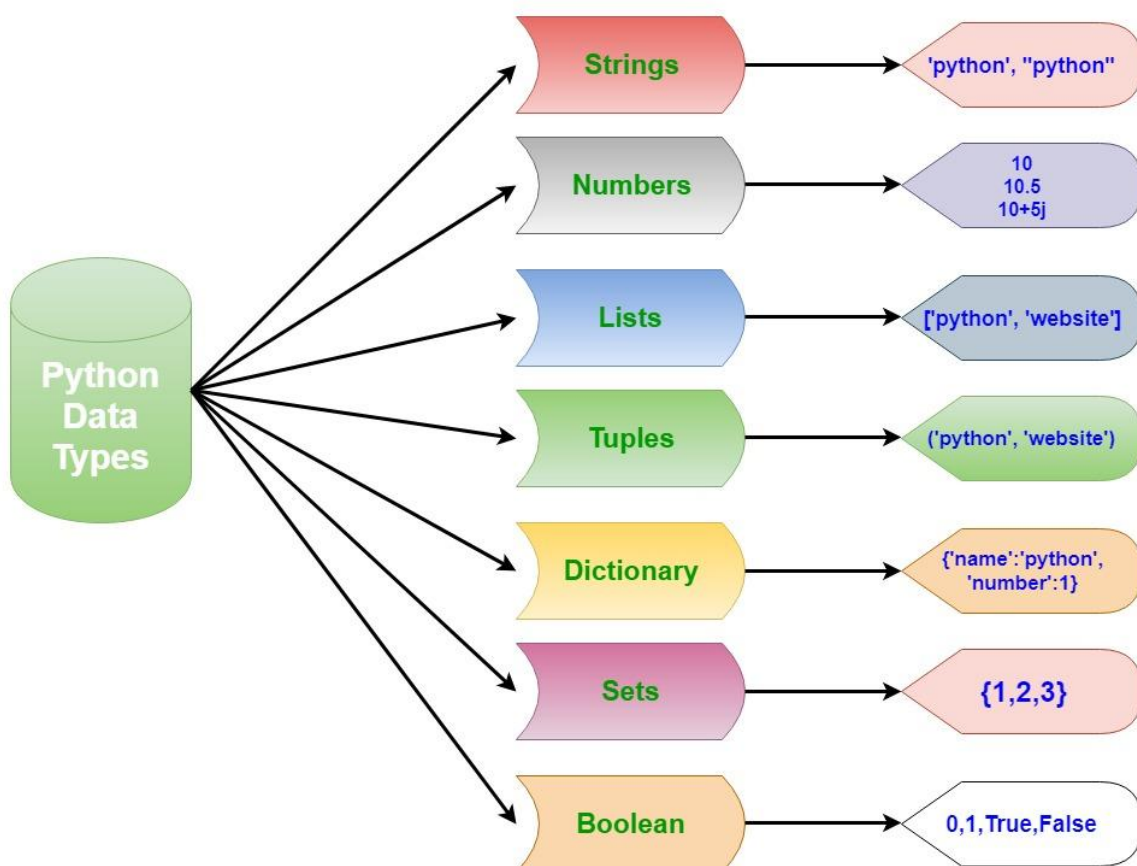 Python
Data
Types
Strings
'python', "python"
Numbers
10
10.5
10+5j
Lists
['python', 'website']
Tuples
('python', 'website')
Dictionary
{'name':'python',
'number':1}
Sets
{1,2,3}
Boolean
0,1,True,False